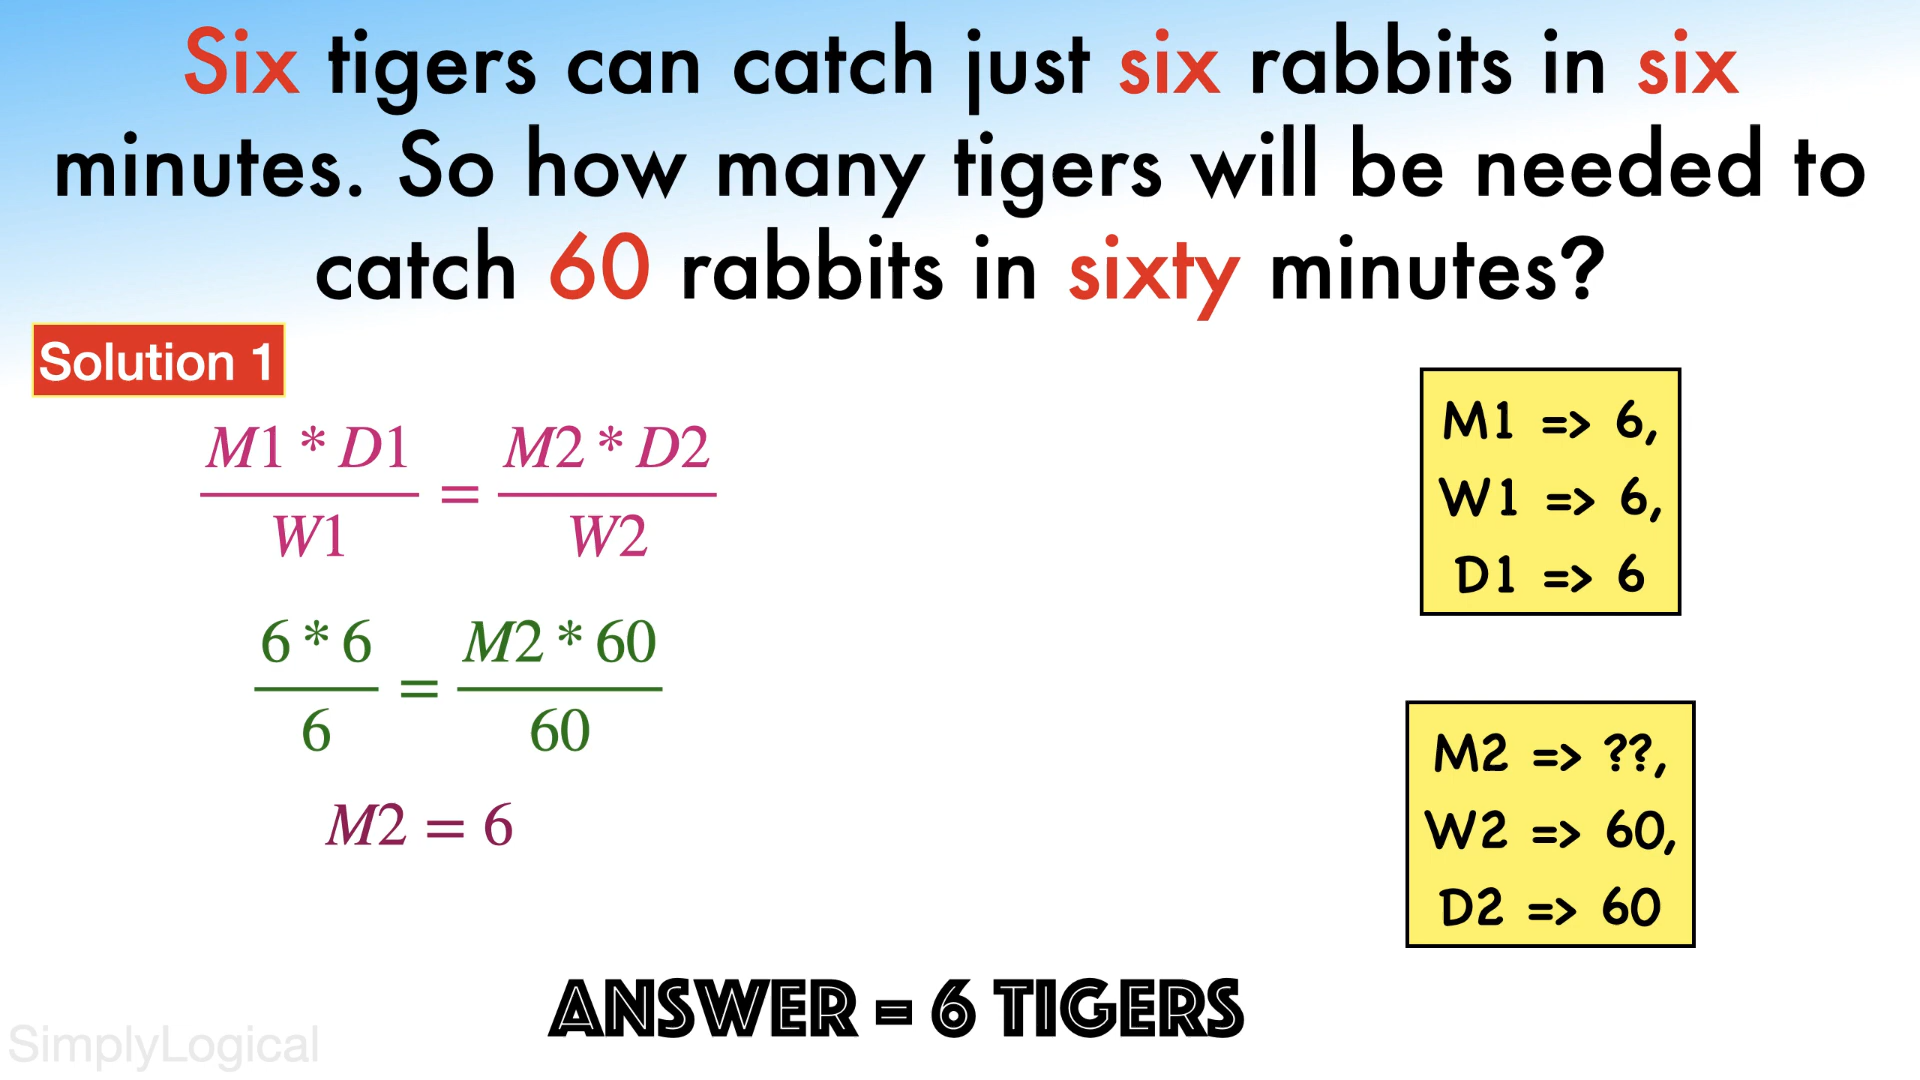 Six tigers can catch just six rabbits in six
minutes. So how many tigers will be needed to
catch 60 rabbits in sixty minutes?
Solution 1
M1 * D1 / W1 = M2 * D2 / W2
6 * 6 / 6 = M2 * 60 / 60
M2 = 6
M1 => 6,
W1 => 6,
D1 => 6
M2 => ??,
W2 => 60,
D2 => 60
ANSWER = 6 TIGERS
SimplyLogical